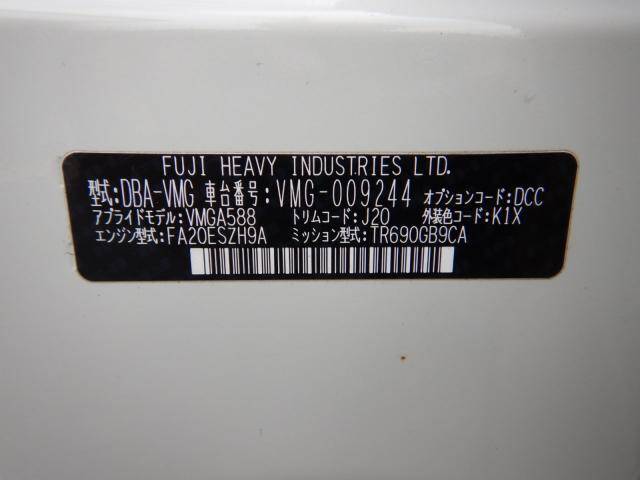 FUJI HEAVY INDUSTRIES LTD.
型式:DBA-VMG 車台番号:VMG-009244 オプションコード:DCC
アプライドモデル:VMGA588 トリムコード:J20 外装色コード:K1X
エンジン型式:FA20ESZH9A ミッション型式:TR690GB9CA